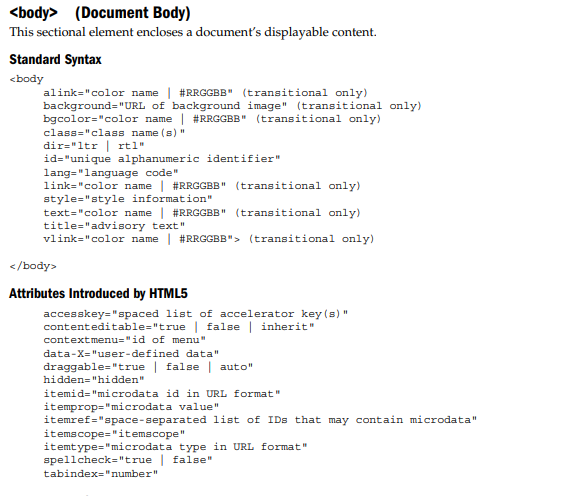 <body> (Document Body)
This sectional element encloses a document’s displayable content.
Standard Syntax
<body
alink="color name | #RRGGBB" (transitional only)
background="URL of background image" (transitional only)
bgcolor="color name | #RRGGBB" (transitional only)
class="class name(s)"
dir="ltr | rtl"
id="unique alphanumeric identifier"
lang="language code"
link="color name | #RRGGBB" (transitional only)
style="style information"
text="color name | #RRGGBB" (transitional only)
title="advisory text"
vlink="color name | #RRGGBB"> (transitional only)
</body>
Attributes Introduced by HTML5
accesskey="spaced list of accelerator key(s)"
contenteditable="true | false | inherit"
contextmenu="id of menu"
data-X="user-defined data"
draggable="true | false | auto"
hidden="hidden"
itemid="microdata id in URL format"
itemprop="microdata value"
itemref="space-separated list of IDs that may contain microdata"
itemscope="itemscope"
itemtype="microdata type in URL format"
spellcheck="true | false"
tabindex="number"